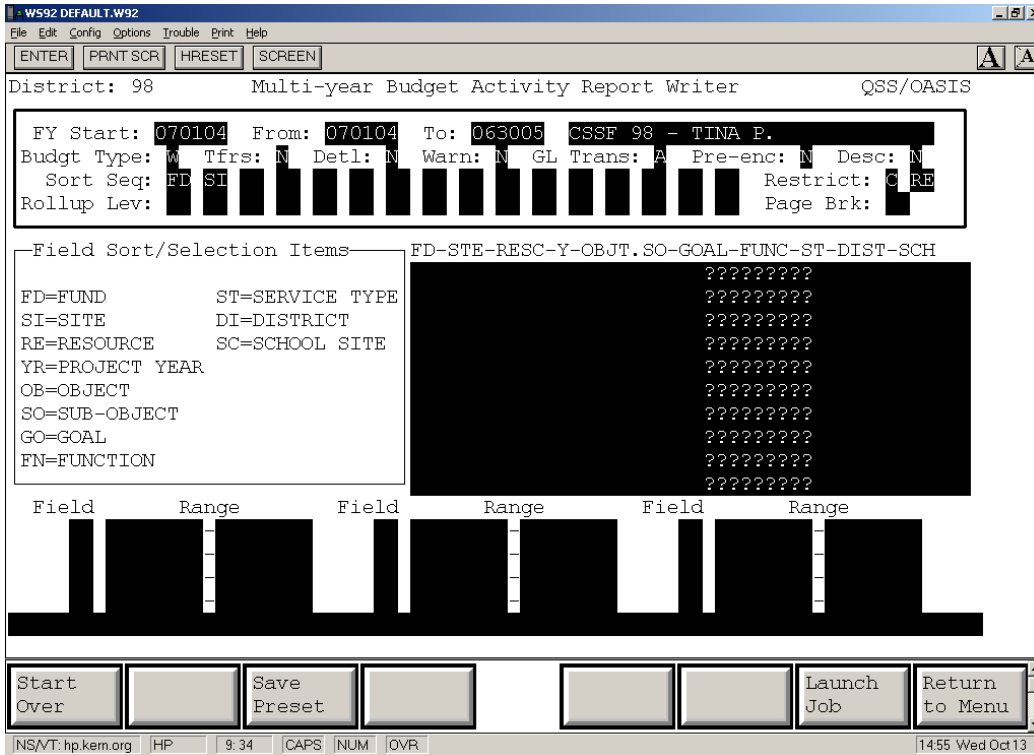 WS92 DEFAULT.W92
File Edit Config Options Trouble Print Help
ENTER PRNT SCR HRESET SCREEN A A
District: 98 Multi-year Budget Activity Report Writer QSS/OASIS
FY Start: 070104 From: 070104 To: 063005 CSSF 98 - TINA P.
Budgt Type: W Tfrs: N Detl: N Warn: N GL Trans: A Pre-enc: N Desc: N
Sort Seq: FD SI Restrict: C RE
Rollup Lev: Page Brk:
Field Sort/Selection Items
FD=FUND ST=SERVICE TYPE
SI=SITE DI=DISTRICT
RE=RESOURCE SC=SCHOOL SITE
YR=PROJECT YEAR
OB=OBJECT
SO=SUB-OBJECT
GO=GOAL
FN=FUNCTION
FD-STE-RESC-Y-OBJT.SO-GOAL-FUNC-ST-DIST-SCH
?????????
?????????
?????????
?????????
?????????
?????????
?????????
?????????
?????????
?????????
Field Range Field Range Field Range
- - -
- - -
- - -
- - -
Start Over
Save Preset
Launch Job
Return to Menu
NS/VT: hp.kern.org HP 9: 34 CAPS NUM OVR 14:55 Wed Oct 13